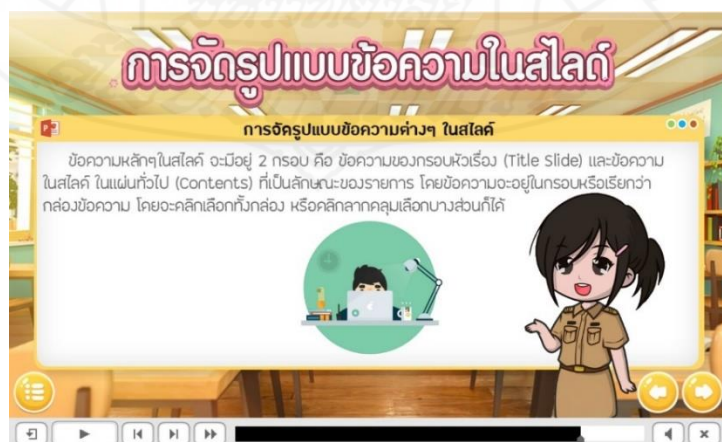 การจัดรูปแบบข้อความในสไลด์
การจัดรูปแบบข้อความต่างๆ ในสไลด์
ข้อความหลักๆในสไลด์ จะมีอยู่ 2 กรอบ คือ ข้อความของกรอบหัวเรื่อง (Title Slide) และข้อความ
ในสไลด์ ในแผ่นทั่วไป (Contents) ที่เป็นลักษณะของรายการ โดยข้อความจะอยู่ในกรอบหรือเรียกว่า
กล่องข้อความ โดยจะคลิกเลือกทั้งกล่อง หรือคลิกลากคลุมเลือกบางส่วนก็ได้